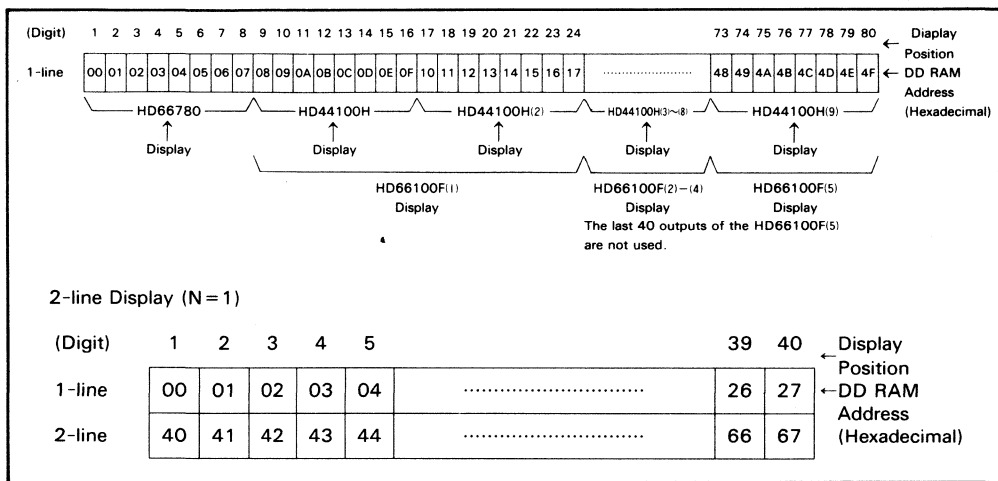 (Digit) 1 2 3 4 5 6 7 8 9 10 11 12 13 14 15 16 17 18 19 20 21 22 23 24 73 74 75 76 77 78 79 80 ← Diaplay Position
1-line 00 01 02 03 04 05 06 07 08 09 0A 0B 0C 0D 0E 0F 10 11 12 13 14 15 16 17 ........................ 48 49 4A 4B 4C 4D 4E 4F ← DD RAM Address (Hexadecimal)
HD66780 HD44100H HD44100H(2) HD44100H(3)~(8) HD44100H(9)
↑ ↑ ↑ ↑ ↑
Display Display Display Display Display
HD66100F(1) HD66100F(2)−(4) HD66100F(5)
Display Display Display
The last 40 outputs of the HD66100F(5)
are not used.
2-line Display (N=1)
(Digit) 1 2 3 4 5 39 40 ← Display Position
1-line 00 01 02 03 04 ........................ 26 27 ← DD RAM Address (Hexadecimal)
2-line 40 41 42 43 44 ........................ 66 67